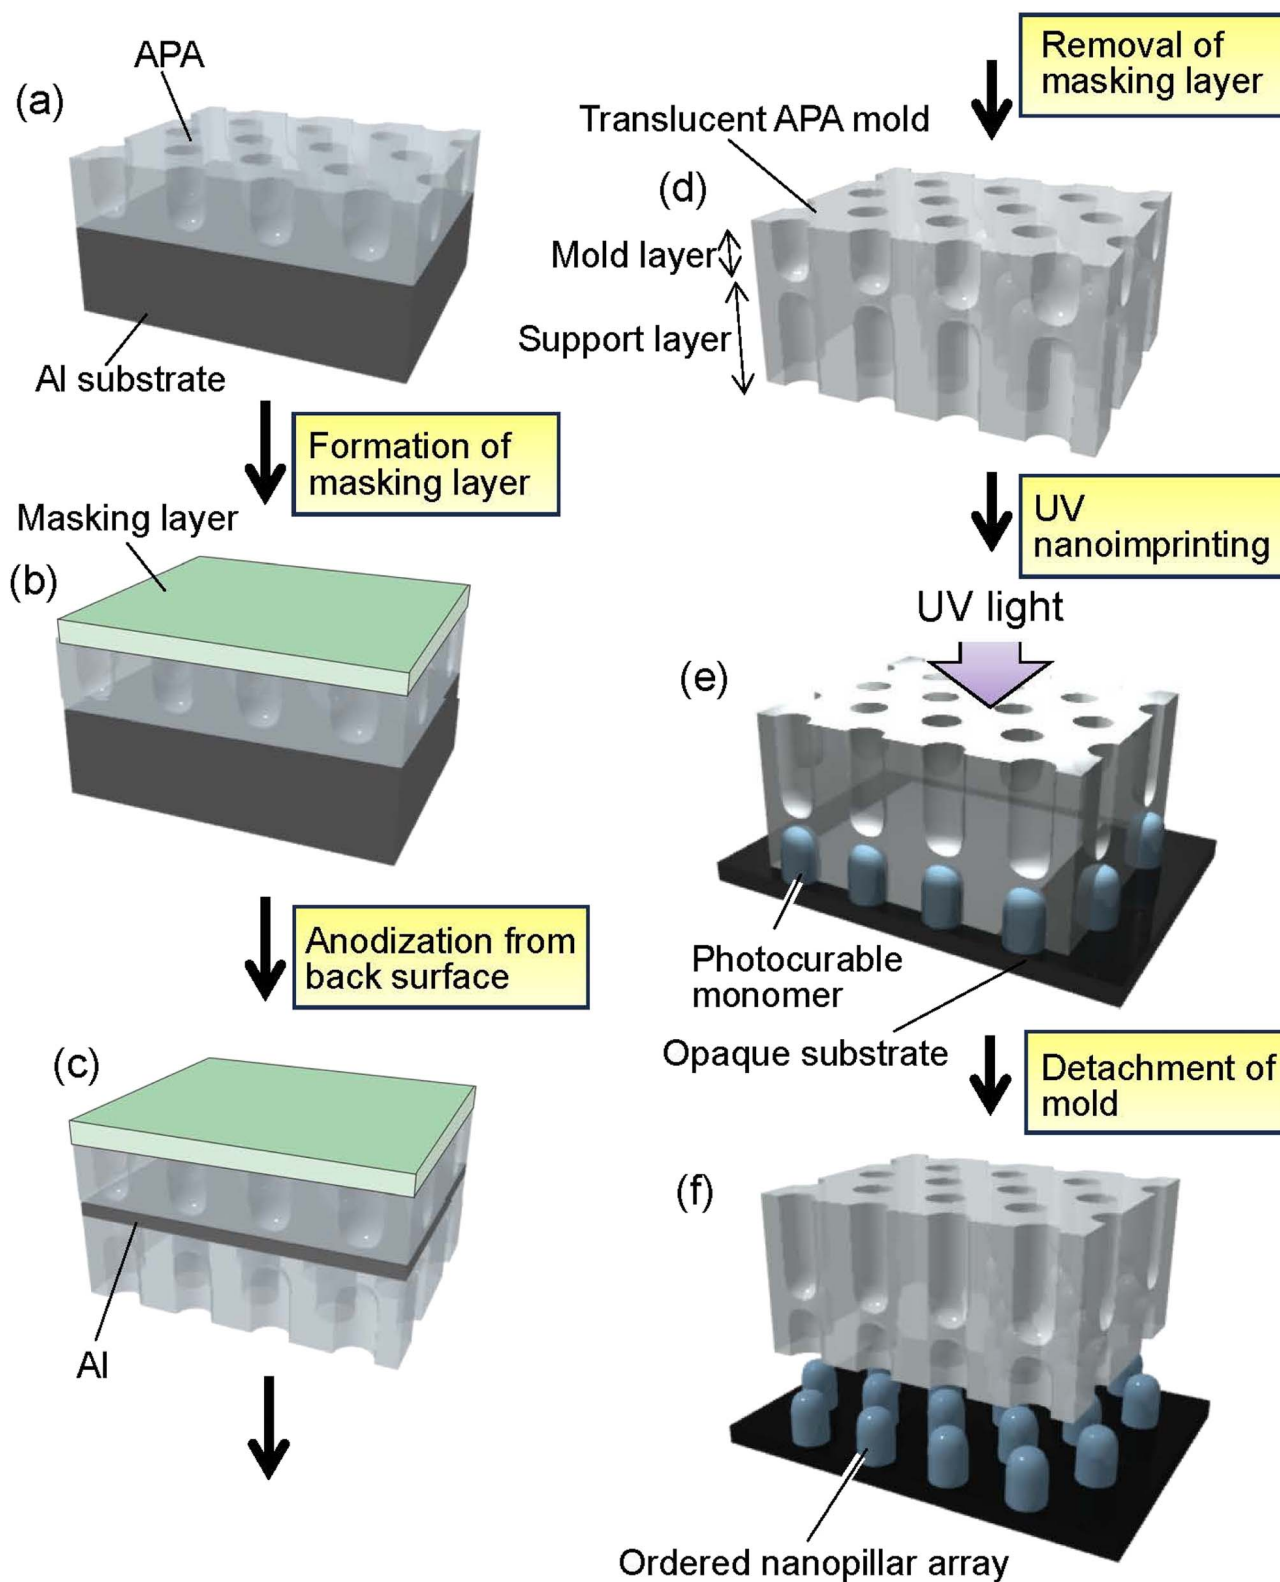 (a)
APA
Al substrate
Formation of
masking layer
Masking layer
(b)
Anodization from
back surface
(c)
Al
Removal of
masking layer
Translucent APA mold
(d)
Mold layer
Support layer
UV
nanoimprinting
UV light
(e)
Photocurable
monomer
Opaque substrate
Detachment of
mold
(f)
Ordered nanopillar array